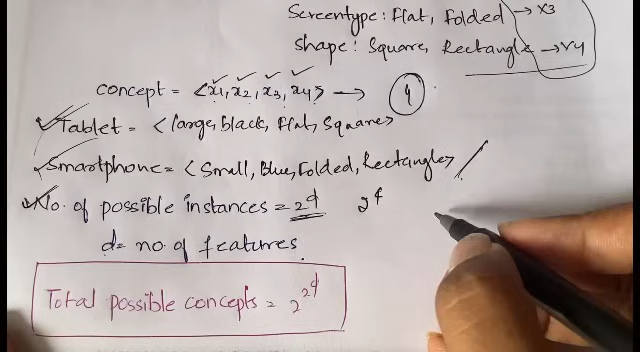 Screentype: Flat, Folded → x3
Shape: Square, Rectangle → x4
concept = <x1, x2, x3, x4> → 4
Tablet = <large, Black, Flat, Square>
Smartphone = <Small, Blue, Folded, Rectangle>
No. of possible instances = 2^d 2^4
d = no. of features.
Total possible concepts = 2^2^d